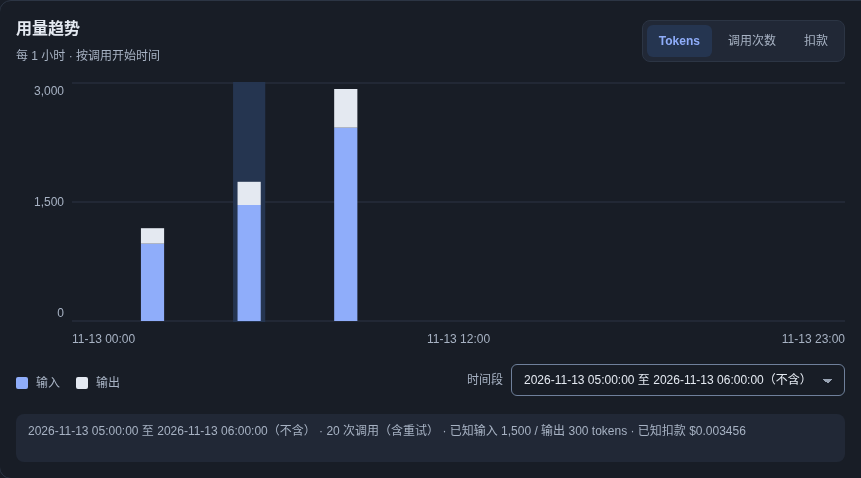 用量趋势
每 1 小时 · 按调用开始时间
Tokens 调用次数 扣款
3,000
1,500
0
11-13 00:00 11-13 12:00 11-13 23:00
输入 输出 时间段 2026-11-13 05:00:00 至 2026-11-13 06:00:00（不含）
2026-11-13 05:00:00 至 2026-11-13 06:00:00（不含） · 20 次调用（含重试） · 已知输入 1,500 / 输出 300 tokens · 已知扣款 $0.003456